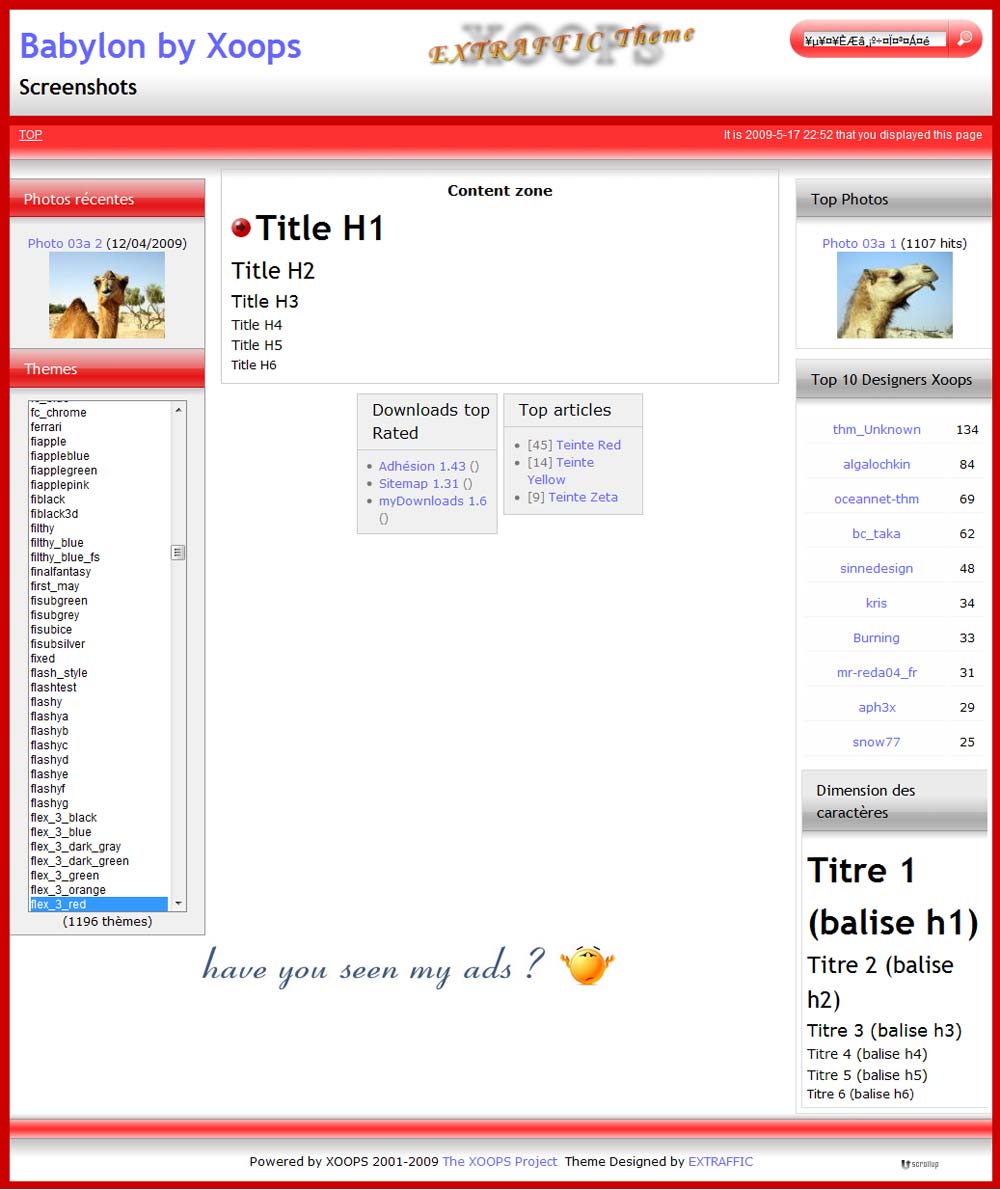 Babylon by Xoops
EXTRAFFIC Theme
XOOPS
Screenshots
TOP
It is 2009-5-17 22:52 that you displayed this page
Photos récentes
Photo 03a 2 (12/04/2009)
Themes
fc_chrome
ferrari
fiapple
fiappleblue
fiapplegreen
fiapplepink
fiblack
fiblack3d
filthy
filthy_blue
filthy_blue_fs
finalfantasy
first_may
fisubgreen
fisubgrey
fisubice
fisubsilver
fixed
flash_style
flashtest
flashy
flashya
flashyb
flashyc
flashyd
flashye
flashyf
flashyg
flex_3_black
flex_3_blue
flex_3_dark_gray
flex_3_dark_green
flex_3_green
flex_3_orange
flex_3_red
(1196 thèmes)
Content zone
Title H1
Title H2
Title H3
Title H4
Title H5
Title H6
Downloads top
Rated
Adhésion 1.43 ()
Sitemap 1.31 ()
myDownloads 1.6
()
Top articles
[45] Teinte Red
[14] Teinte
Yellow
[9] Teinte Zeta
Top Photos
Photo 03a 1 (1107 hits)
Top 10 Designers Xoops
thm_Unknown 134
algalochkin 84
oceannet-thm 69
bc_taka 62
sinnedesign 48
kris 34
Burning 33
mr-reda04_fr 31
aph3x 29
snow77 25
Dimension des
caractères
Titre 1
(balise h1)
Titre 2 (balise
h2)
Titre 3 (balise h3)
Titre 4 (balise h4)
Titre 5 (balise h5)
Titre 6 (balise h6)
have you seen my ads ?
Powered by XOOPS 2001-2009 The XOOPS Project Theme Designed by EXTRAFFIC
scrollup